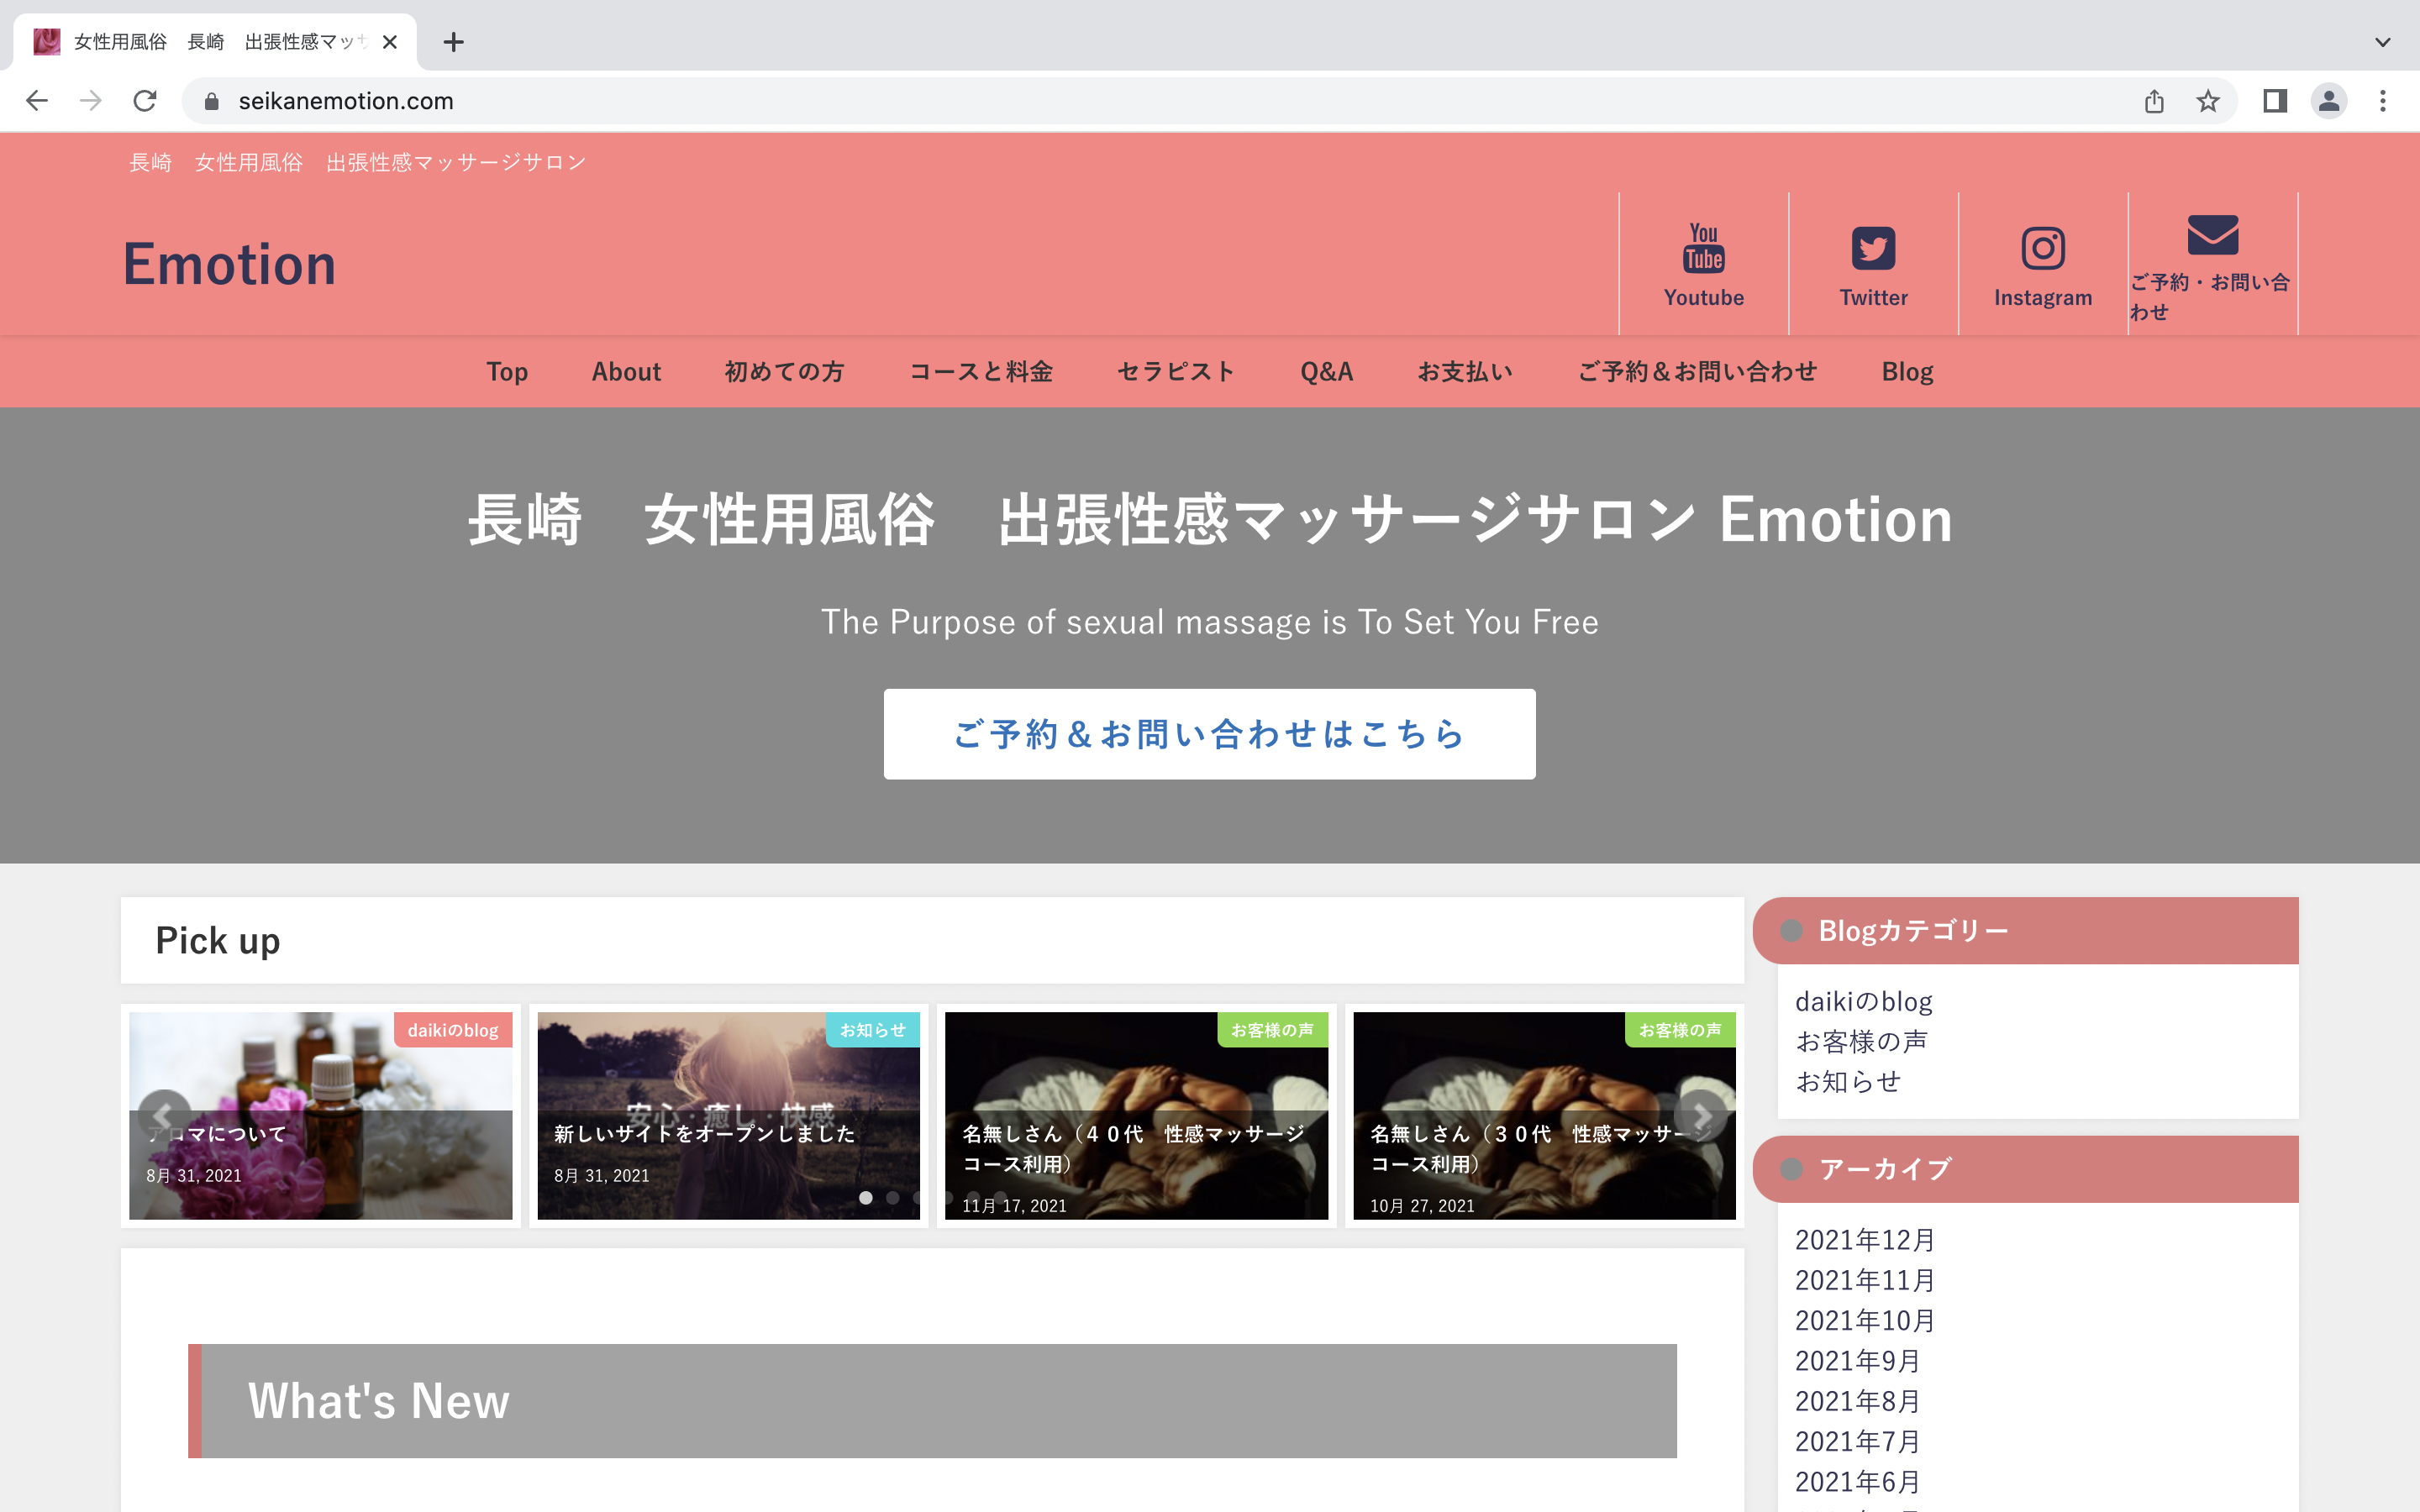 女性用風俗　長崎　出張性感マッサ
seikanemotion.com
長崎　女性用風俗　出張性感マッサージサロン
Emotion
You
Tube
Youtube
Twitter
Instagram
ご予約・お問い合
わせ
Top About 初めての方 コースと料金 セラピスト Q&A お支払い ご予約＆お問い合わせ Blog
長崎　女性用風俗　出張性感マッサージサロン Emotion
The Purpose of sexual massage is To Set You Free
ご予約＆お問い合わせはこちら
Pick up
daikiのblog
アロマについて
8月 31, 2021
お知らせ
安心・癒し・快感
新しいサイトをオープンしました
8月 31, 2021
お客様の声
名無しさん（４０代　性感マッサージ
コース利用）
11月 17, 2021
お客様の声
名無しさん（３０代　性感マッサージ
コース利用）
10月 27, 2021
What's New
Blogカテゴリー
daikiのblog
お客様の声
お知らせ
アーカイブ
2021年12月
2021年11月
2021年10月
2021年9月
2021年8月
2021年7月
2021年6月